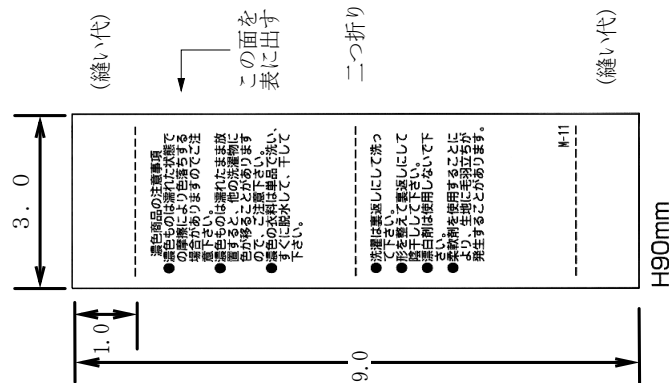 (縫い代)
この面を
表に出す
二つ折り
(縫い代)
3. 0
1.0
9.0
濃色商品の注意事項
●濃色ものは濡れた状態で
の摩擦により色落ちする
場合がありますのでご注
意下さい。
●濃色ものは濡れたまま放
置すると、他の洗濯物に
色が移ることがあります
ので、ご注意下さい。
●濃色の衣料は単品で洗い、
すぐに脱水して、干して
下さい。
●洗濯は裏返しにして洗っ
て下さい。
●形を整えて裏返しにして
陰干しして下さい。
●漂白剤は使用しないで下
さい。
●柔軟剤を使用することに
より、生地に毛羽立ちが
発生することがあります。
M-11
H90mm